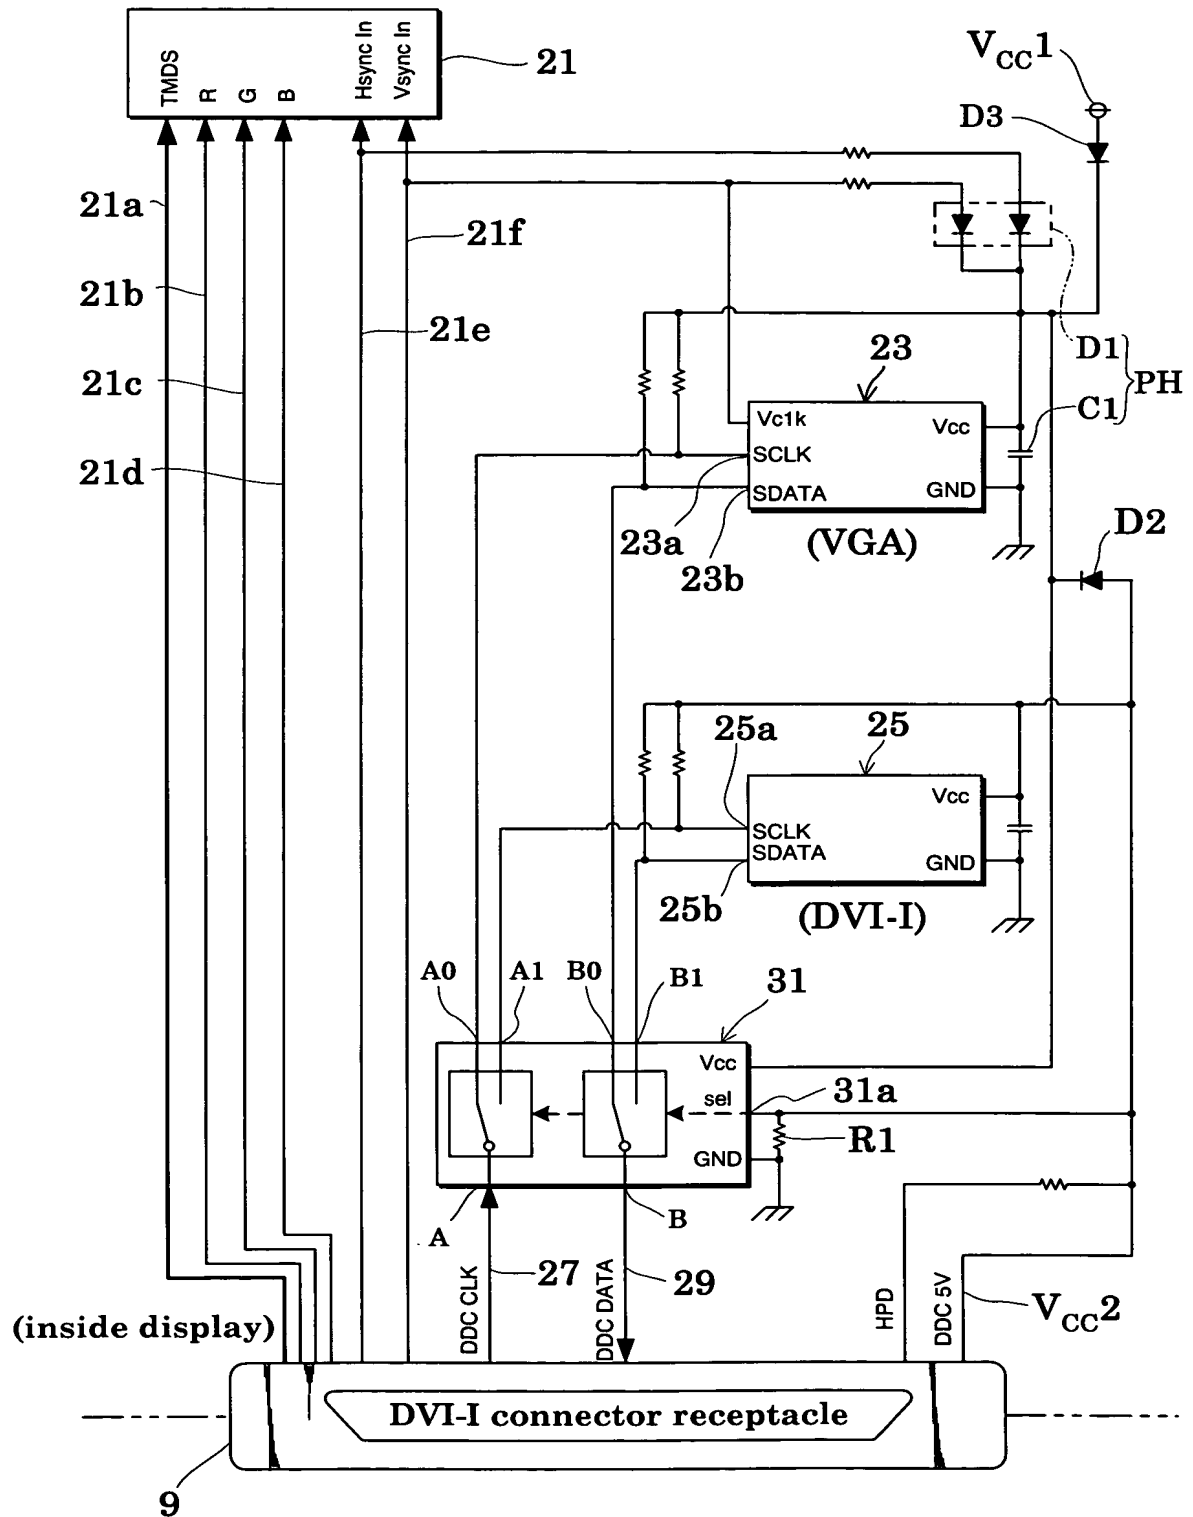 TMDS
R
G
B
Hsync In
Vsync In
21
VCC1
D3
21a
21f
21b
21e
D1
PH
23
21c
C1
Vc1k
Vcc
SCLK
21d
SDATA
GND
23a
(VGA)
D2
23b
25a
25
Vcc
SCLK
SDATA
GND
25b
(DVI-I)
A0
A1
B0
B1
31
Vcc
sel
31a
R1
GND
A
B
DDC CLK
27
DDC DATA
29
HPD
DDC 5V
VCC2
(inside display)
DVI-I connector receptacle
9